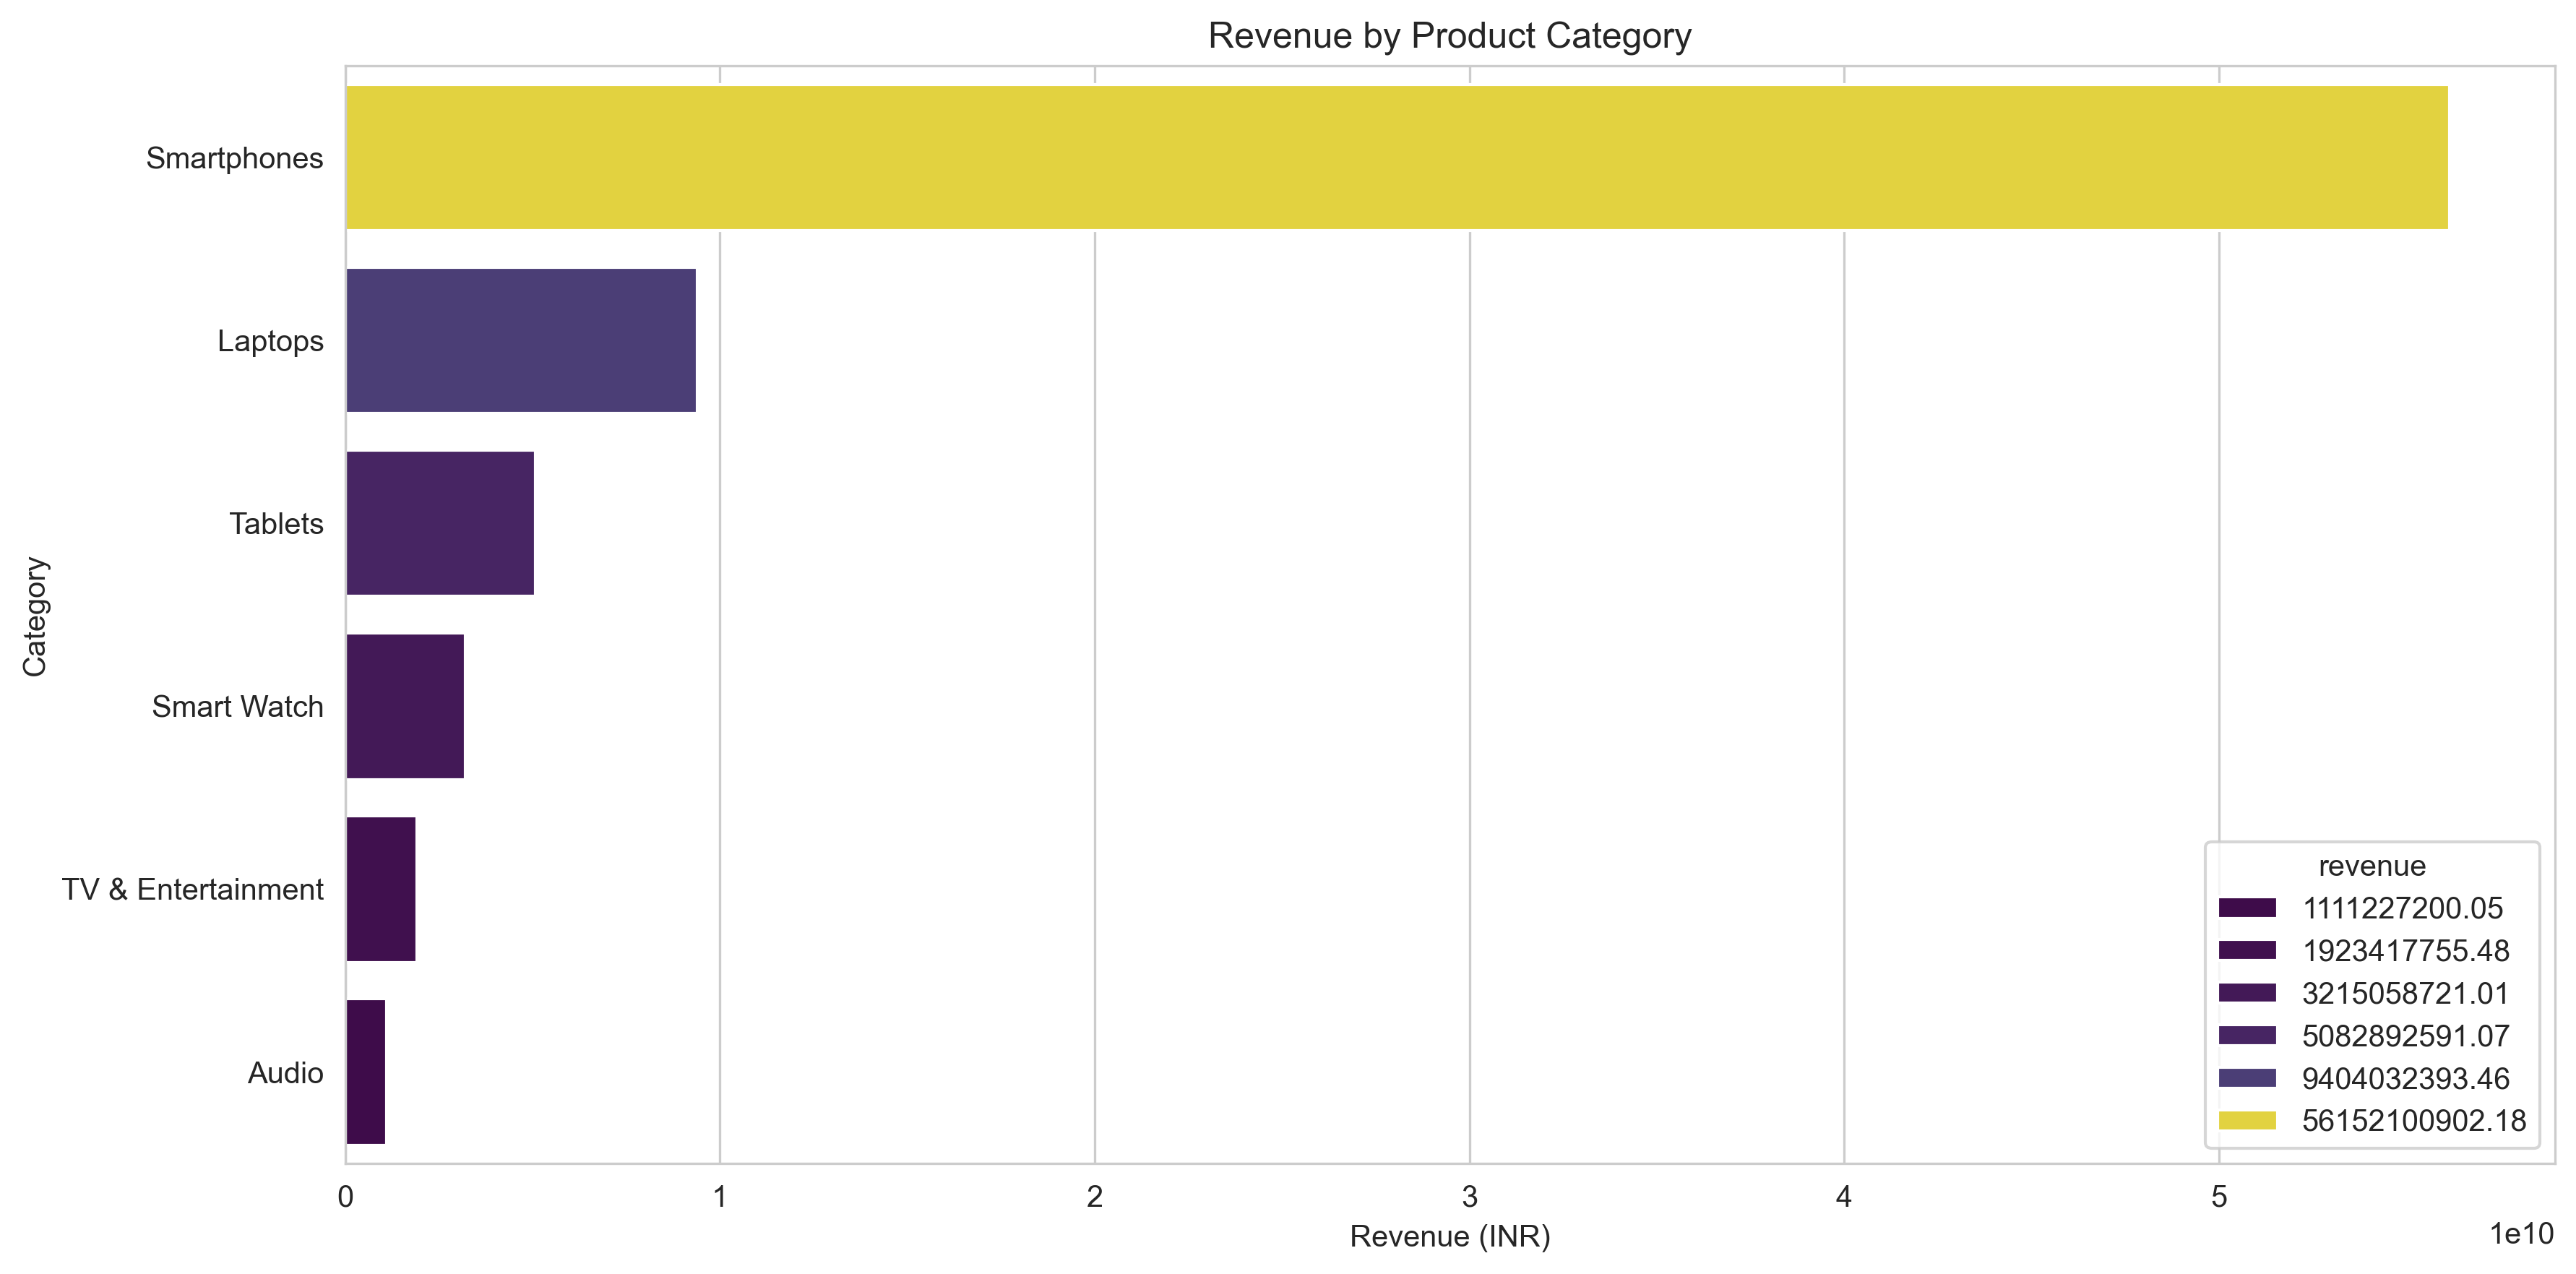 Revenue by Product Category
Category
Smartphones
Laptops
Tablets
Smart Watch
TV & Entertainment
Audio
revenue
1111227200.05
1923417755.48
3215058721.01
5082892591.07
9404032393.46
56152100902.18
0 1 2 3 4 5
1e10
Revenue (INR)